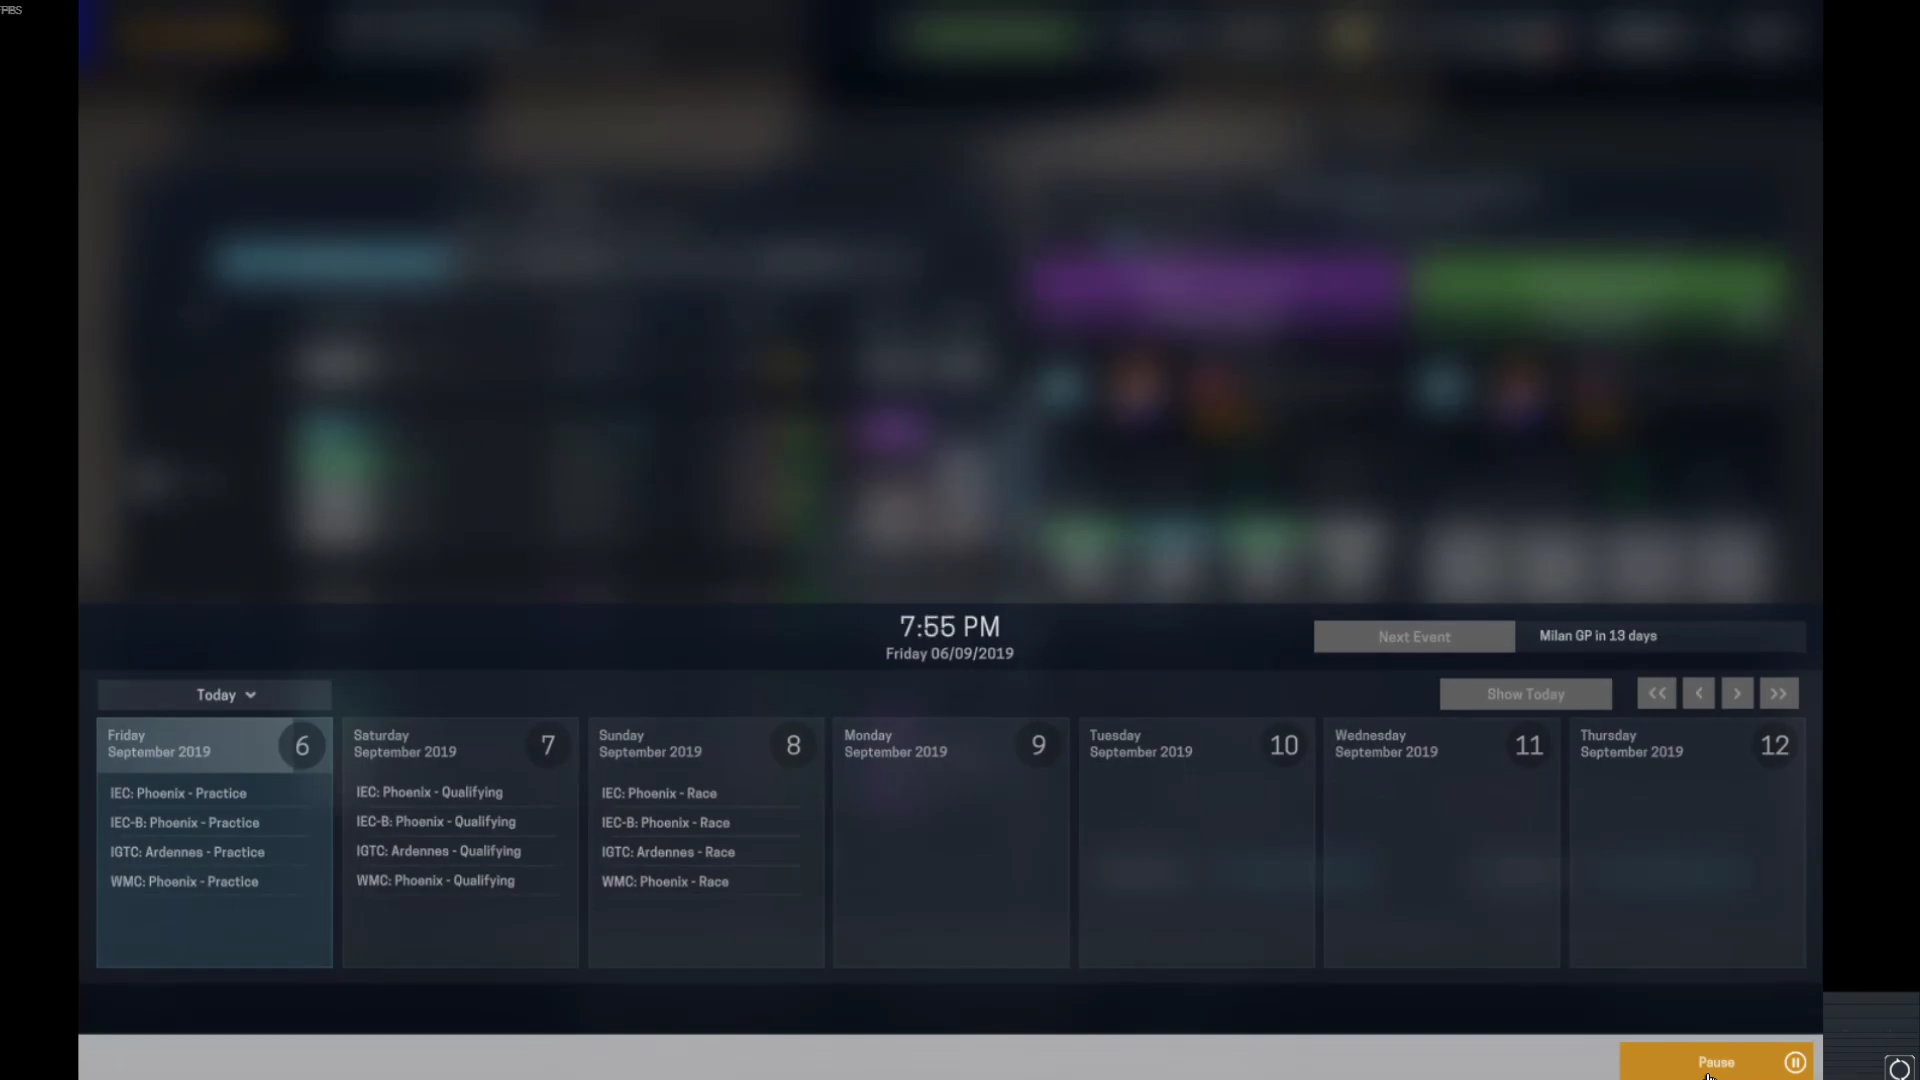 7:55 PM
Friday 06/09/2019
Next Event
Milan GP in 13 days
Today
Show Today
<< < > >>
Friday
September 2019
6
IEC: Phoenix - Practice
IEC-B: Phoenix - Practice
IGTC: Ardennes - Practice
WMC: Phoenix - Practice
Saturday
September 2019
7
IEC: Phoenix - Qualifying
IEC-B: Phoenix - Qualifying
IGTC: Ardennes - Qualifying
WMC: Phoenix - Qualifying
Sunday
September 2019
8
IEC: Phoenix - Race
IEC-B: Phoenix - Race
IGTC: Ardennes - Race
WMC: Phoenix - Race
Monday
September 2019
9
Tuesday
September 2019
10
Wednesday
September 2019
11
Thursday
September 2019
12
Pause